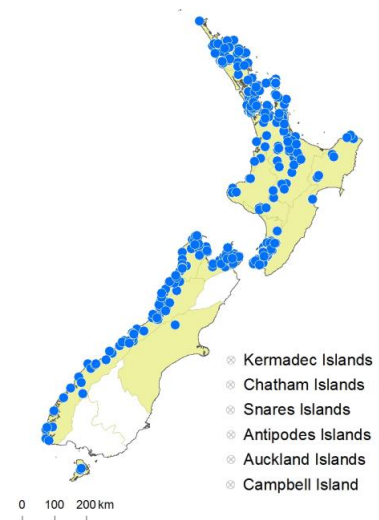 Kermadec Islands
Chatham Islands
Snares Islands
Antipodes Islands
Auckland Islands
Campbell Island
0 100 200 km